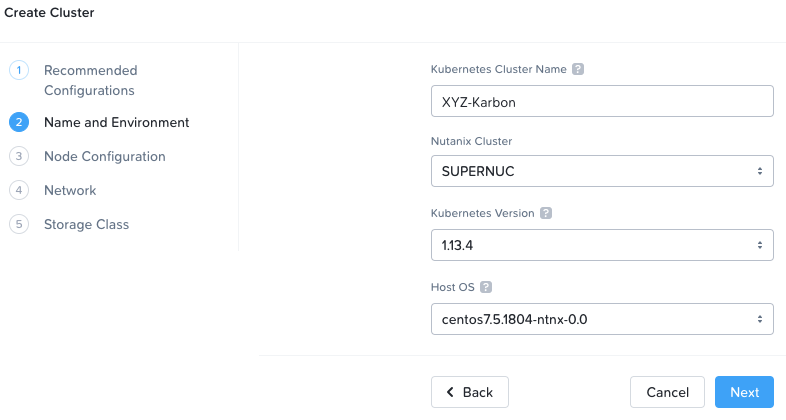 Create Cluster
1 Recommended
Configurations
2 Name and Environment
3 Node Configuration
4 Network
5 Storage Class
Kubernetes Cluster Name ?
XYZ-Karbon
Nutanix Cluster
SUPERNUC
Kubernetes Version ?
1.13.4
Host OS ?
centos7.5.1804-ntnx-0.0
Back
Cancel
Next